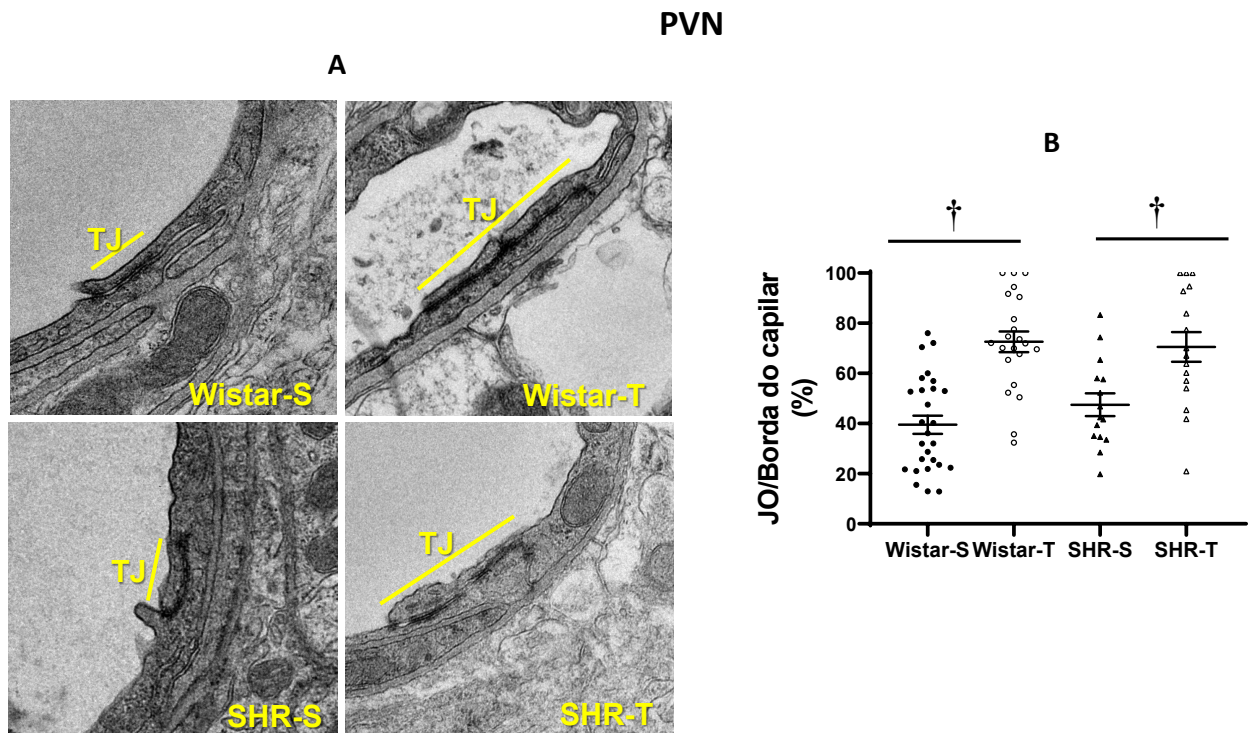 PVN
A
TJ
Wistar-S
TJ
Wistar-T
TJ
SHR-S
TJ
SHR-T
B
†
†
JO/Borda do capilar
(%)
100
80
60
40
20
0
Wistar-S Wistar-T SHR-S SHR-T